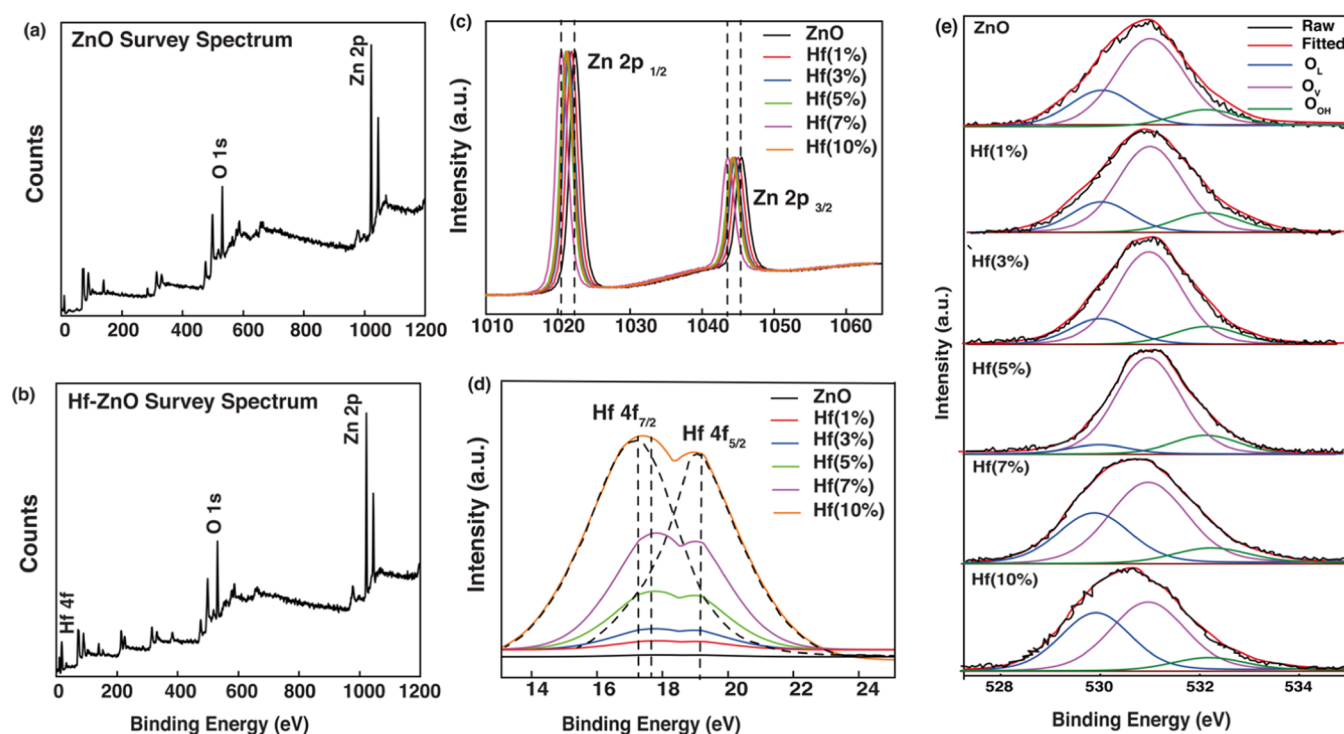 (a)
ZnO Survey Spectrum
Zn 2p
O 1s
Counts
0 200 400 600 800 1000 1200
(b)
Hf-ZnO Survey Spectrum
Zn 2p
O 1s
Hf 4f
Counts
0 200 400 600 800 1000 1200
Binding Energy (eV)
(c)
ZnO
Hf(1%)
Hf(3%)
Hf(5%)
Hf(7%)
Hf(10%)
Zn 2p 1/2
Zn 2p 3/2
Intensity (a.u.)
1010 1020 1030 1040 1050 1060
(d)
Hf 4f7/2
Hf 4f5/2
ZnO
Hf(1%)
Hf(3%)
Hf(5%)
Hf(7%)
Hf(10%)
Intensity (a.u.)
14 16 18 20 22 24
Binding Energy (eV)
(e)
ZnO
Raw
Fitted
OL
OV
OOH
Hf(1%)
Hf(3%)
Hf(5%)
Hf(7%)
Hf(10%)
Intensity (a.u.)
528 530 532 534
Binding Energy (eV)